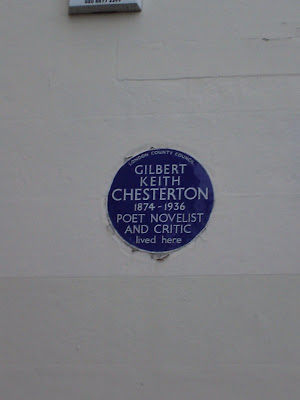 LONDON COUNTY COUNCIL
GILBERT
KEITH
CHESTERTON
1874-1936
POET NOVELIST
AND CRITIC
lived here